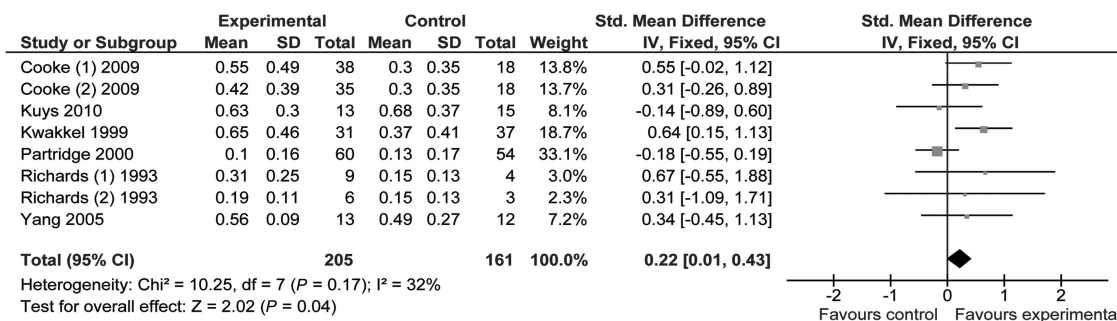 Experimental Control Std. Mean Difference Std. Mean Difference
Study or Subgroup Mean SD Total Mean SD Total Weight IV, Fixed, 95% CI IV, Fixed, 95% CI
Cooke (1) 2009 0.55 0.49 38 0.3 0.35 18 13.8% 0.55 [-0.02, 1.12]
Cooke (2) 2009 0.42 0.39 35 0.3 0.35 18 13.7% 0.31 [-0.26, 0.89]
Kuys 2010 0.63 0.3 13 0.68 0.37 15 8.1% -0.14 [-0.89, 0.60]
Kwakkel 1999 0.65 0.46 31 0.37 0.41 37 18.7% 0.64 [0.15, 1.13]
Partridge 2000 0.1 0.16 60 0.13 0.17 54 33.1% -0.18 [-0.55, 0.19]
Richards (1) 1993 0.31 0.25 9 0.15 0.13 4 3.0% 0.67 [-0.55, 1.88]
Richards (2) 1993 0.19 0.11 6 0.15 0.13 3 2.3% 0.31 [-1.09, 1.71]
Yang 2005 0.56 0.09 13 0.49 0.27 12 7.2% 0.34 [-0.45, 1.13]
Total (95% CI) 205 161 100.0% 0.22 [0.01, 0.43]
Heterogeneity: Chi² = 10.25, df = 7 (P = 0.17); I² = 32%
Test for overall effect: Z = 2.02 (P = 0.04)
-2 -1 0 1 2
Favours control Favours experimenta